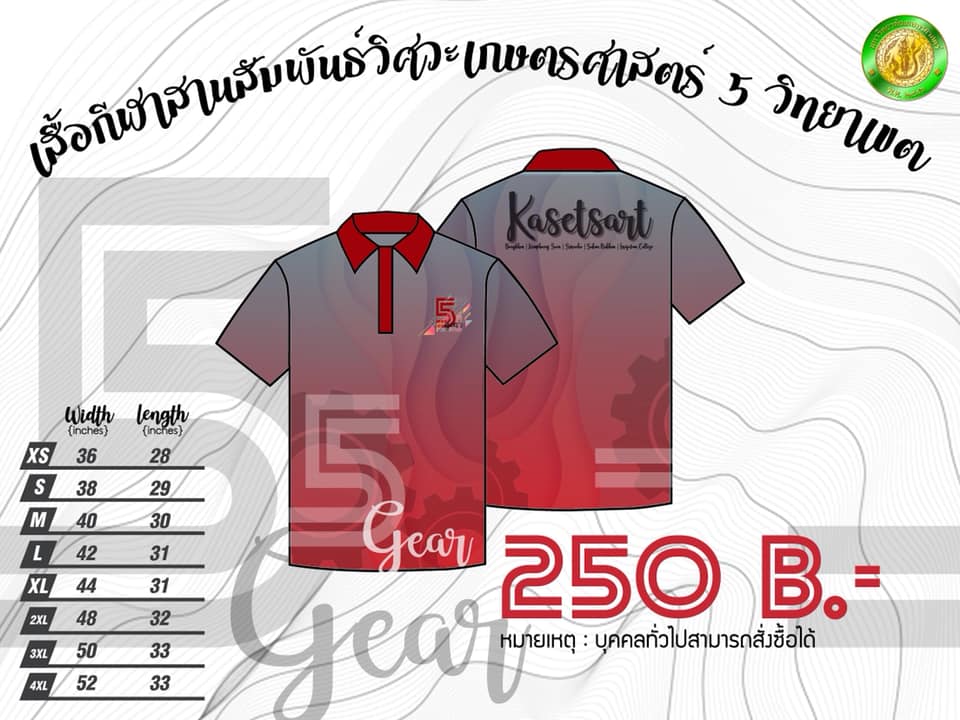 เสื้อกีฬาสานสัมพันธ์วิศวะเกษตรศาสตร์ 5 วิทยาเขต
Kasetsart
5
5
Gear
5
Gear
Width length
{inches} {inches}
XS 36 28
S 38 29
M 40 30
L 42 31
XL 44 31
2XL 48 32
3XL 50 33
4XL 52 33
250 B.=
หมายเหตุ : บุคคลทั่วไปสามารถสั่งซื้อได้